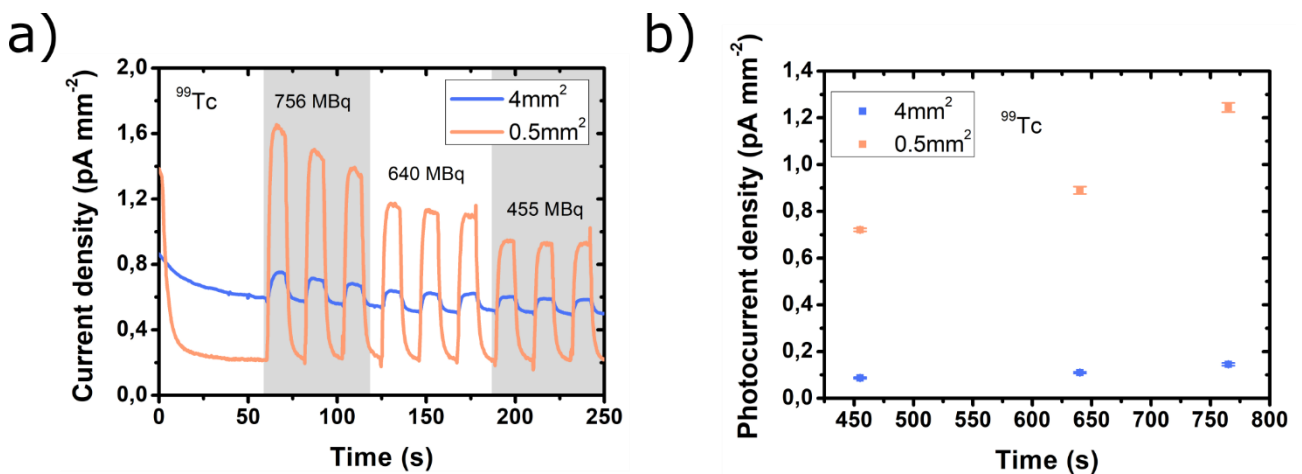 a)
2,0
1,6
1,2
0,8
0,4
0,0
Current density (pA mm⁻²)
⁹⁹Tc
756 MBq
640 MBq
455 MBq
4mm²
0.5mm²
0 50 100 150 200 250
Time (s)
b)
1,4
1,2
1,0
0,8
0,6
0,4
0,2
0,0
Photocurrent density (pA mm⁻²)
4mm²
0.5mm²
⁹⁹Tc
450 500 550 600 650 700 750 800
Time (s)